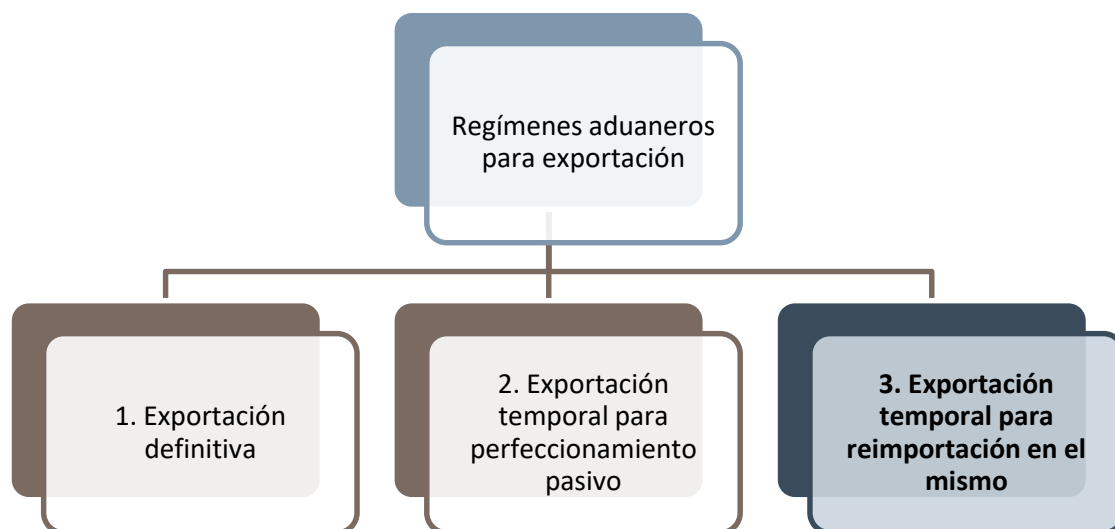 Regímenes aduaneros
para exportación
1. Exportación
definitiva
2. Exportación
temporal para
perfeccionamiento
pasivo
3. Exportación
temporal para
reimportación en el
mismo